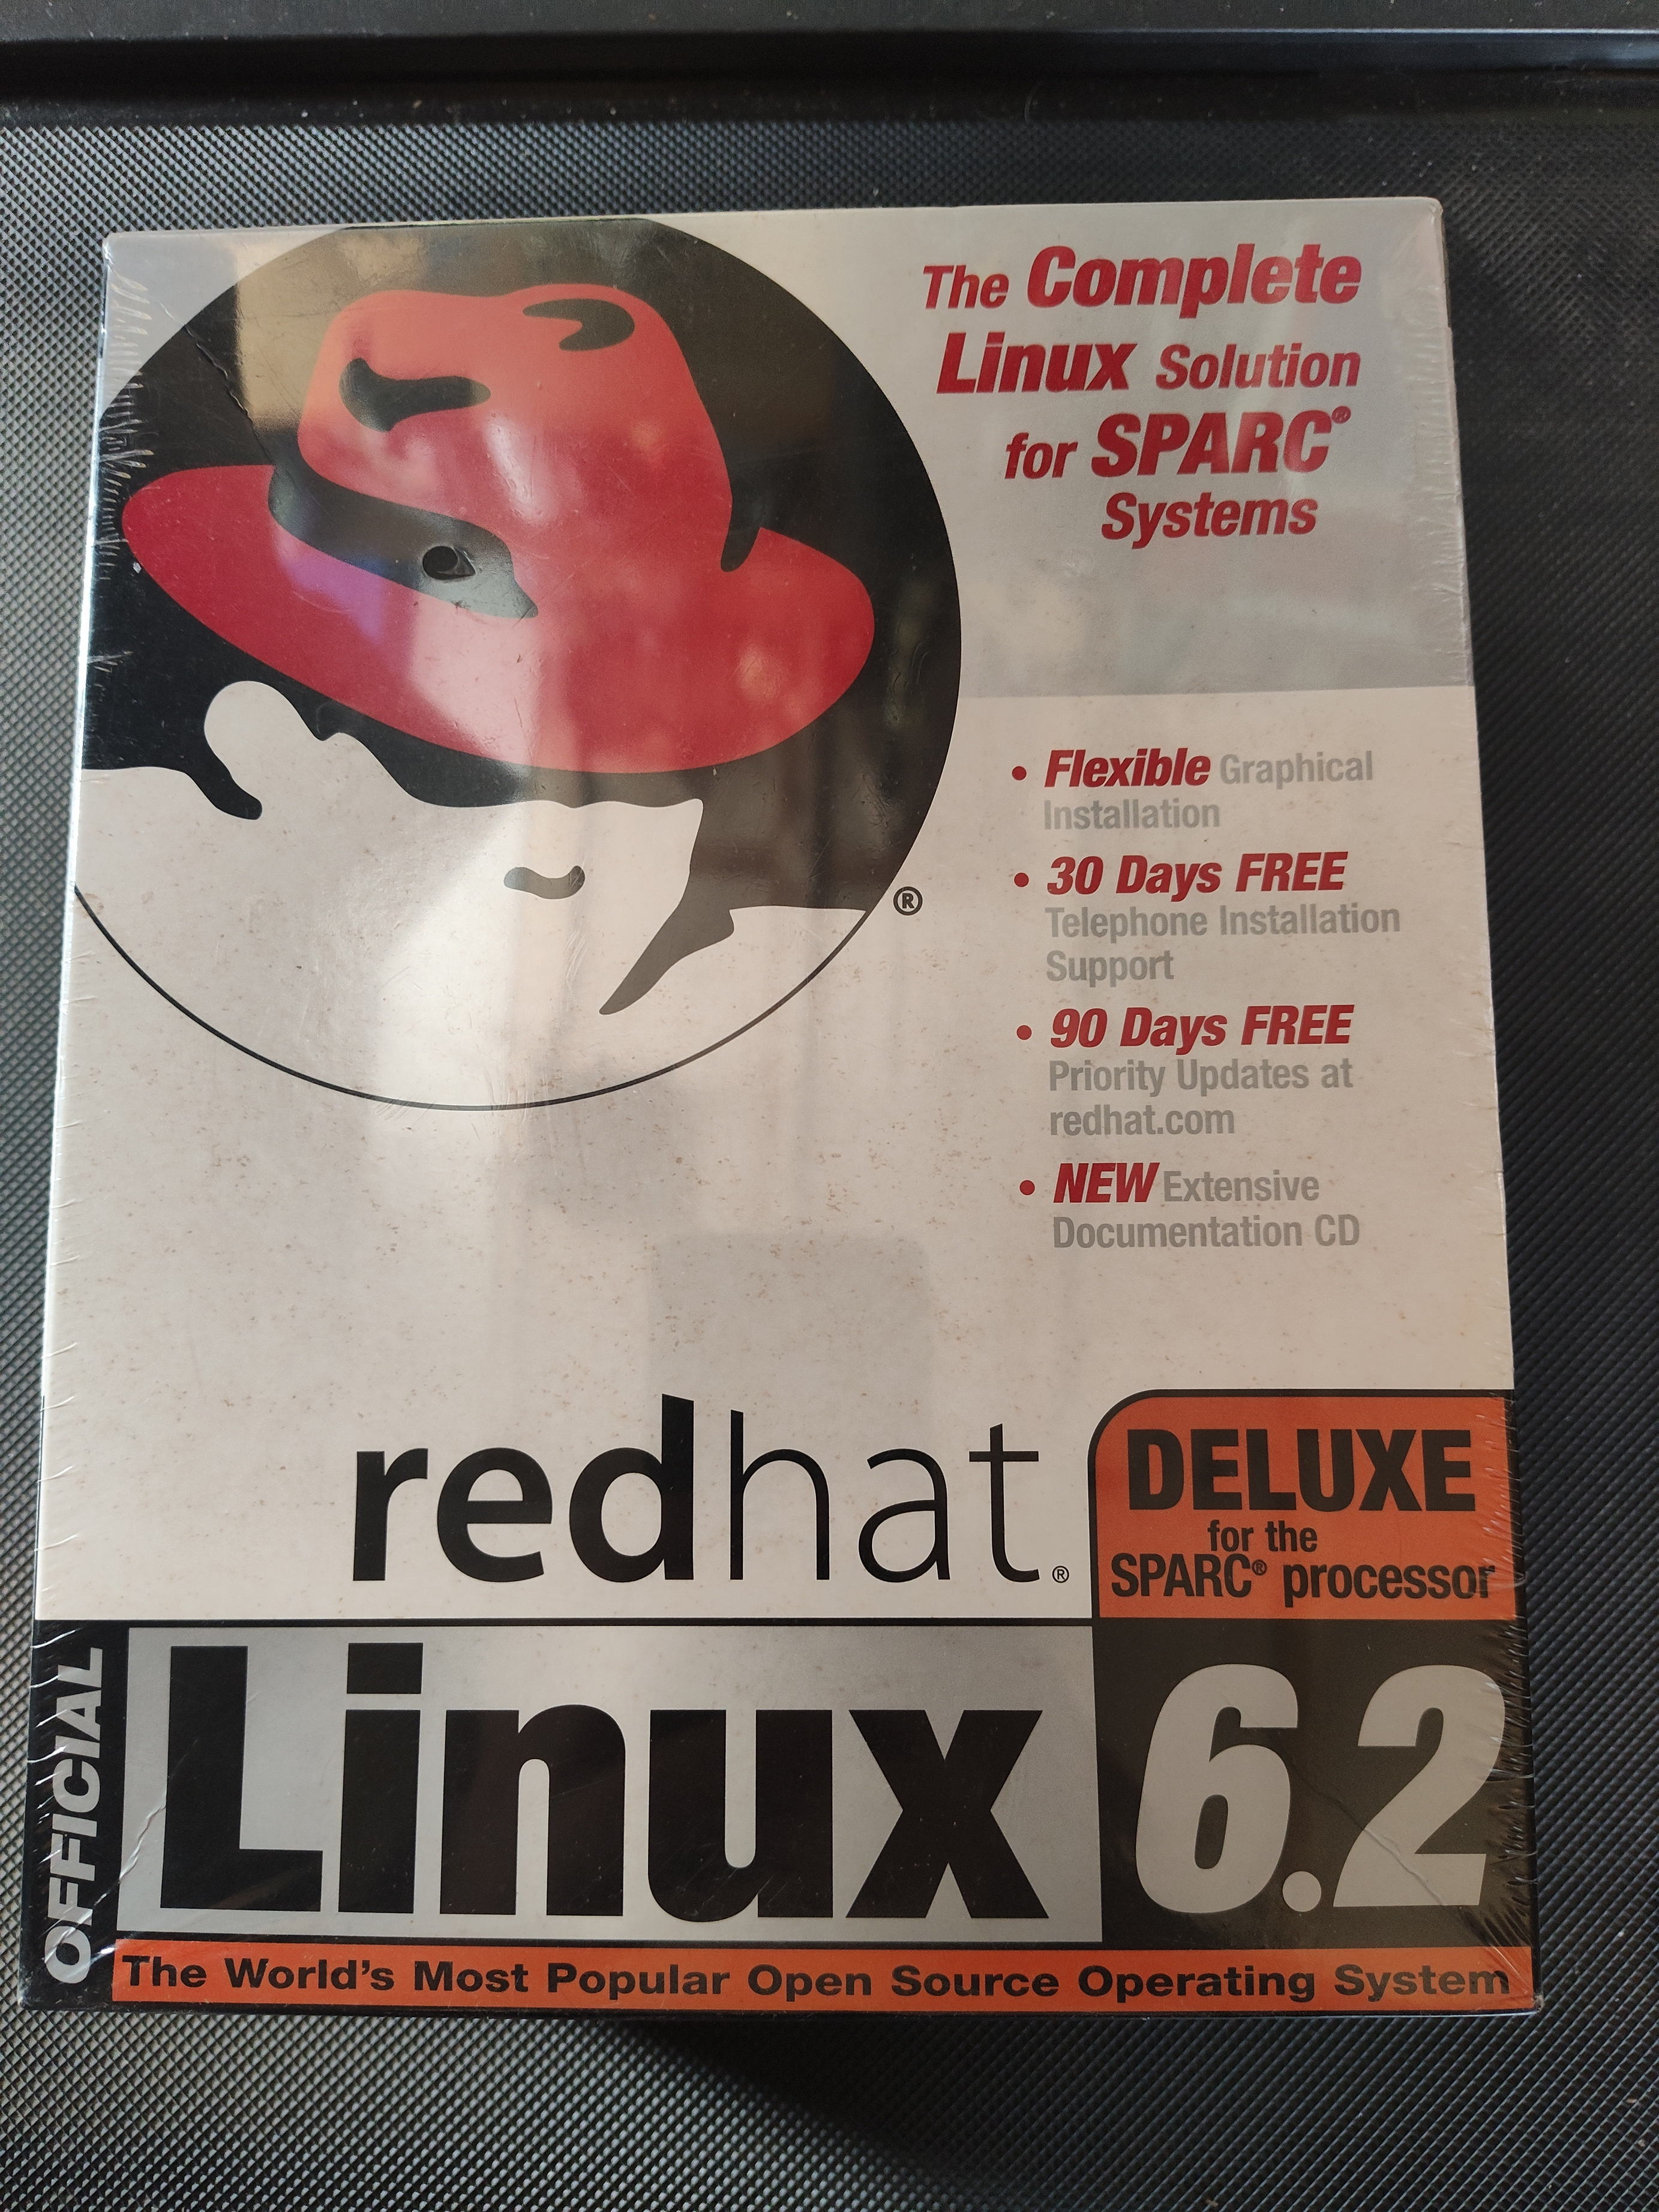 The Complete
Linux Solution
for SPARC®
Systems
• Flexible Graphical
Installation
• 30 Days FREE
Telephone Installation
Support
• 90 Days FREE
Priority Updates at
redhat.com
• NEW Extensive
Documentation CD
®
redhat®
DELUXE
for the
SPARC® processor
OFFICIAL
Linux 6.2
The World's Most Popular Open Source Operating System